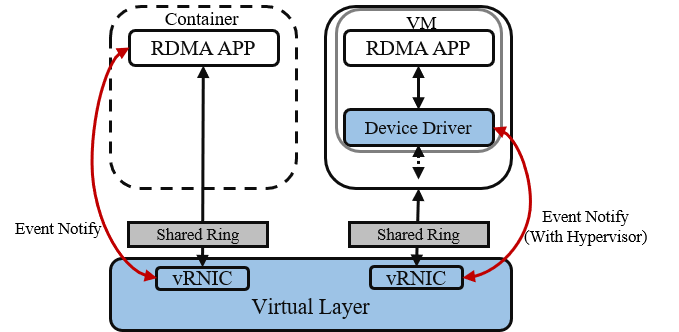 Container
RDMA APP
VM
RDMA APP
Device Driver
Event Notify
Event Notify
(With Hypervisor)
Shared Ring
Shared Ring
vRNIC
vRNIC
Virtual Layer